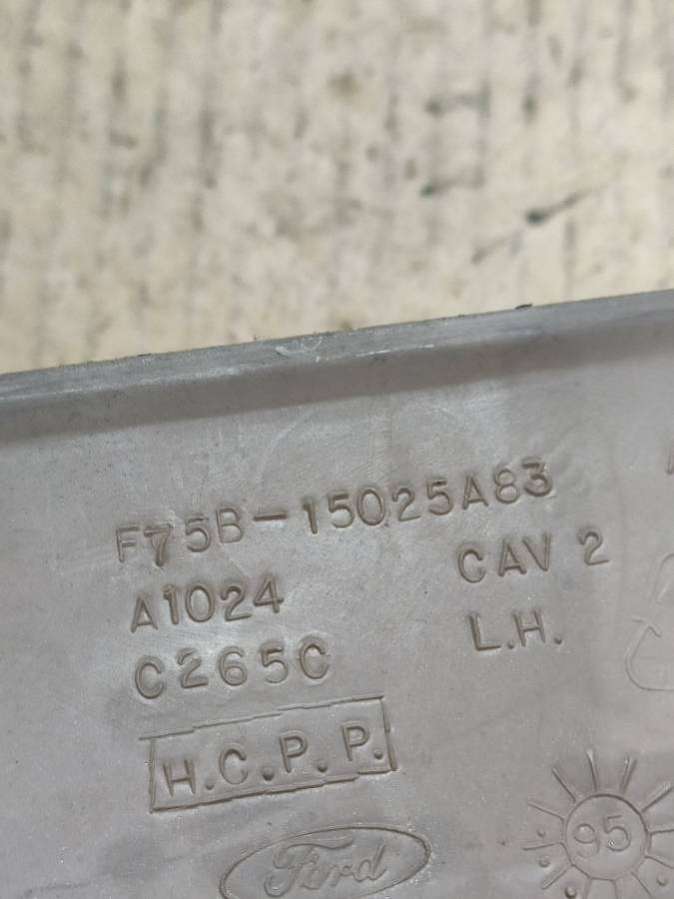 F75B-15025A83
A1024 CAV 2
C265C L.H.
H.C.P.P.
Ford
95